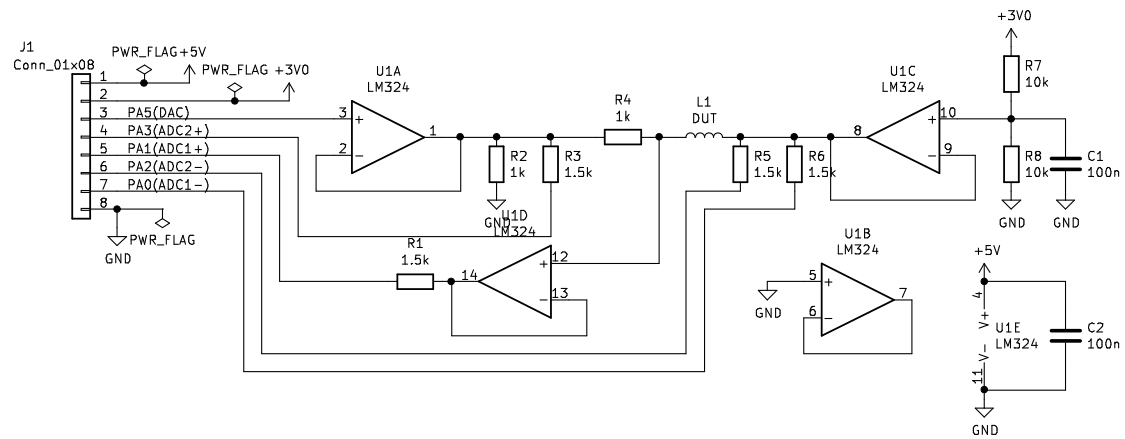 J1
Conn_01x08
PWR_FLAG
+5V
PWR_FLAG
+3V0
1
2
3
4
5
6
7
8
PA5(DAC)
PA3(ADC2+)
PA1(ADC1+)
PA2(ADC2-)
PA0(ADC1-)
PWR_FLAG
GND
U1A
LM324
3
+
2
−
1
R2
1k
GND
R3
1.5k
R4
1k
L1
DUT
R5
1.5k
R6
1.5k
U1C
LM324
8
10
+
9
−
+3V0
R7
10k
R8
10k
GND
C1
100n
GND
U1D
LM324
R1
1.5k
14
12
+
13
−
U1B
LM324
5
+
6
−
7
GND
+5V
4
V+
U1E
LM324
V-
11
C2
100n
GND